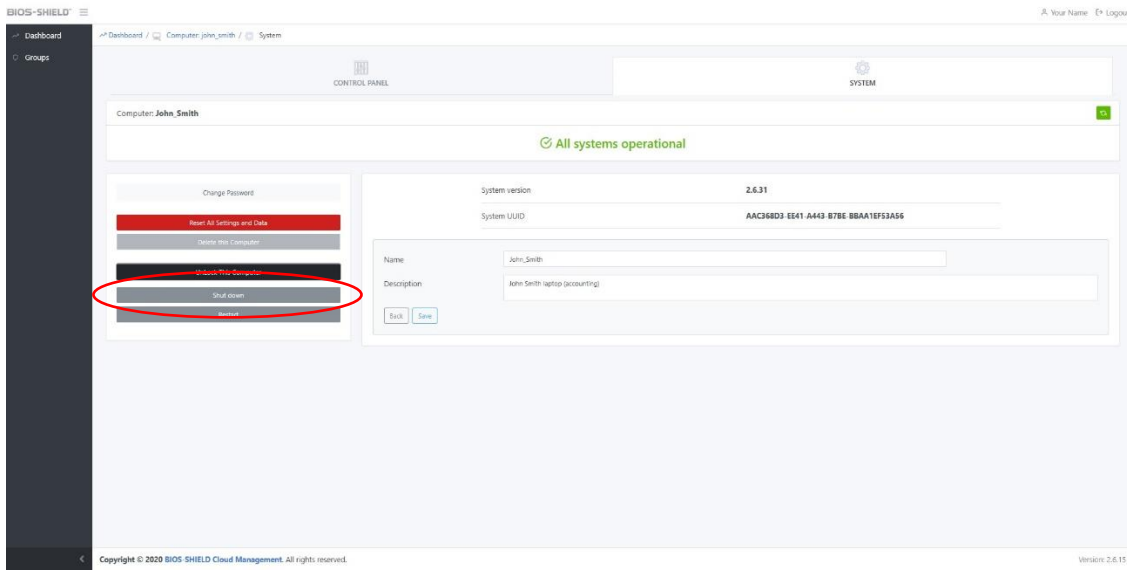 BIOS-SHIELD
Your Name Logou
Dashboard
Groups
Dashboard / Computer: john_smith / System
CONTROL PANEL
SYSTEM
Computer: John_Smith
All systems operational
Change Password
Reset All Settings and Data
Delete this Computer
UnLock This Computer
Shut down
Restart
System version 2.6.31
System UUID AAC368D3-EE41-A443-B7BE-BBAA1EF53A56
Name John_Smith
Description John Smith laptop (accounting)
Back Save
Copyright © 2020 BIOS-SHIELD Cloud Management. All rights reserved.
Version: 2.6.15